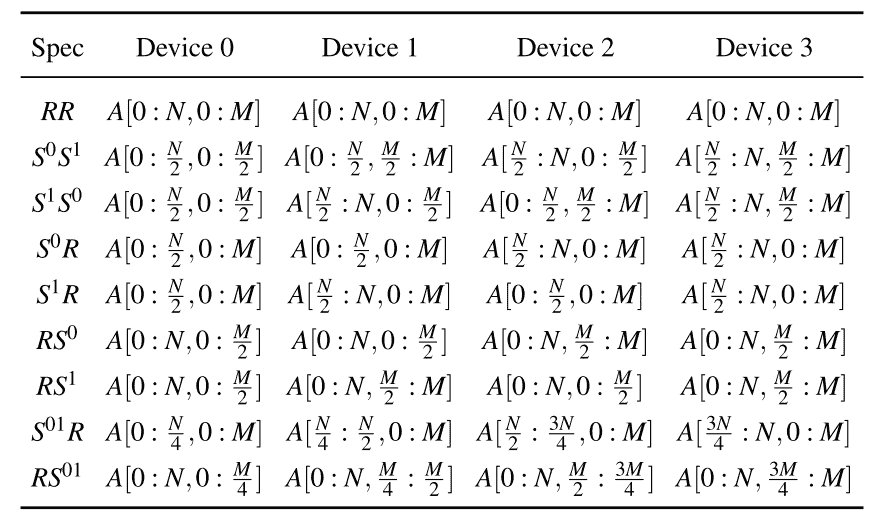 Spec Device 0 Device 1 Device 2 Device 3
RR A[0 : N, 0 : M] A[0 : N, 0 : M] A[0 : N, 0 : M] A[0 : N, 0 : M]
S⁰S¹ A[0 : N/2, 0 : M/2] A[0 : N/2, M/2 : M] A[N/2 : N, 0 : M/2] A[N/2 : N, M/2 : M]
S¹S⁰ A[0 : N/2, 0 : M/2] A[N/2 : N, 0 : M/2] A[0 : N/2, M/2 : M] A[N/2 : N, M/2 : M]
S⁰R A[0 : N/2, 0 : M] A[0 : N/2, 0 : M] A[N/2 : N, 0 : M] A[N/2 : N, 0 : M]
S¹R A[0 : N/2, 0 : M] A[N/2 : N, 0 : M] A[0 : N/2, 0 : M] A[N/2 : N, 0 : M]
RS⁰ A[0 : N, 0 : M/2] A[0 : N, 0 : M/2] A[0 : N, M/2 : M] A[0 : N, M/2 : M]
RS¹ A[0 : N, 0 : M/2] A[0 : N, M/2 : M] A[0 : N, 0 : M/2] A[0 : N, M/2 : M]
S⁰¹R A[0 : N/4, 0 : M] A[N/4 : N/2, 0 : M] A[N/2 : 3N/4, 0 : M] A[3N/4 : N, 0 : M]
RS⁰¹ A[0 : N, 0 : M/4] A[0 : N, M/4 : M/2] A[0 : N, M/2 : 3M/4] A[0 : N, 3M/4 : M]